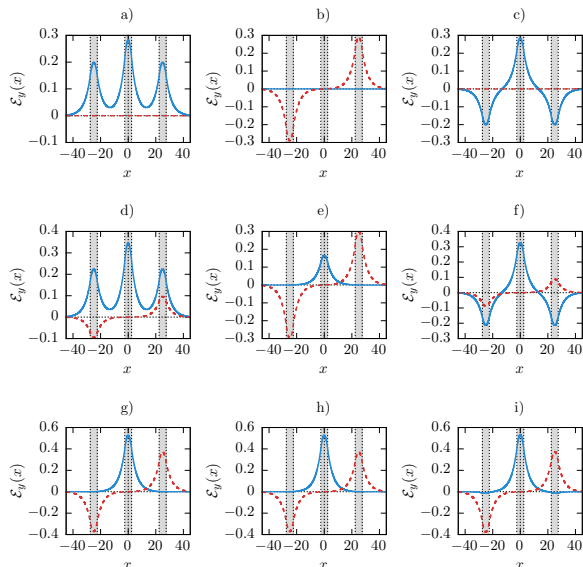 a) b) c)
0.3 0.3 0.3
0.2 0.2 0.2
0.1 0.1 0.1
0 0 0
−0.1 −0.1 −0.1
−0.2 −0.2
−0.3 −0.3
ℰy(x) ℰy(x) ℰy(x)
−40 −20 0 20 40 −40 −20 0 20 40 −40 −20 0 20 40
x x x
d) e) f)
0.4 0.3 0.4
0.3 0.2 0.3
0.2 0.1 0.2
0.1 0 0.1
0 −0.1 0
−0.1 −0.2 −0.1
−0.3 −0.2
−0.3
ℰy(x) ℰy(x) ℰy(x)
−40 −20 0 20 40 −40 −20 0 20 40 −40 −20 0 20 40
x x x
g) h) i)
0.6 0.6 0.6
0.4 0.4 0.4
0.2 0.2 0.2
0 0 0
−0.2 −0.2 −0.2
−0.4 −0.4 −0.4
ℰy(x) ℰy(x) ℰy(x)
−40 −20 0 20 40 −40 −20 0 20 40 −40 −20 0 20 40
x x x